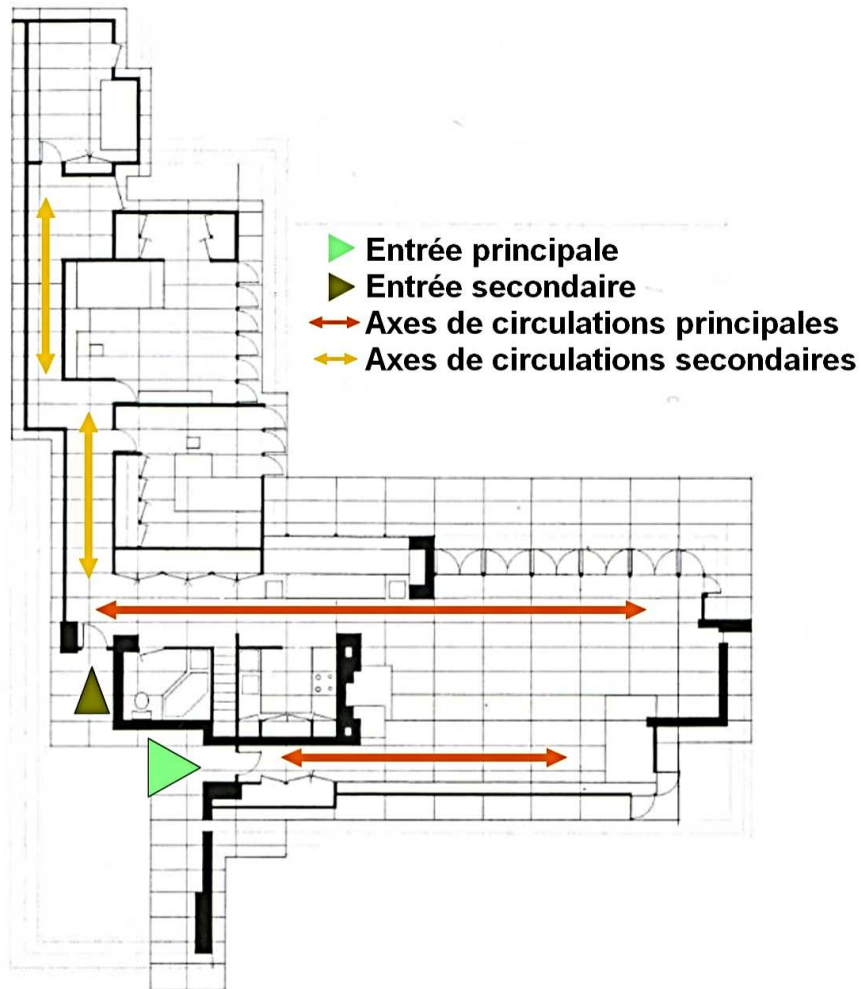 Entrée principale
Entrée secondaire
Axes de circulations principales
Axes de circulations secondaires